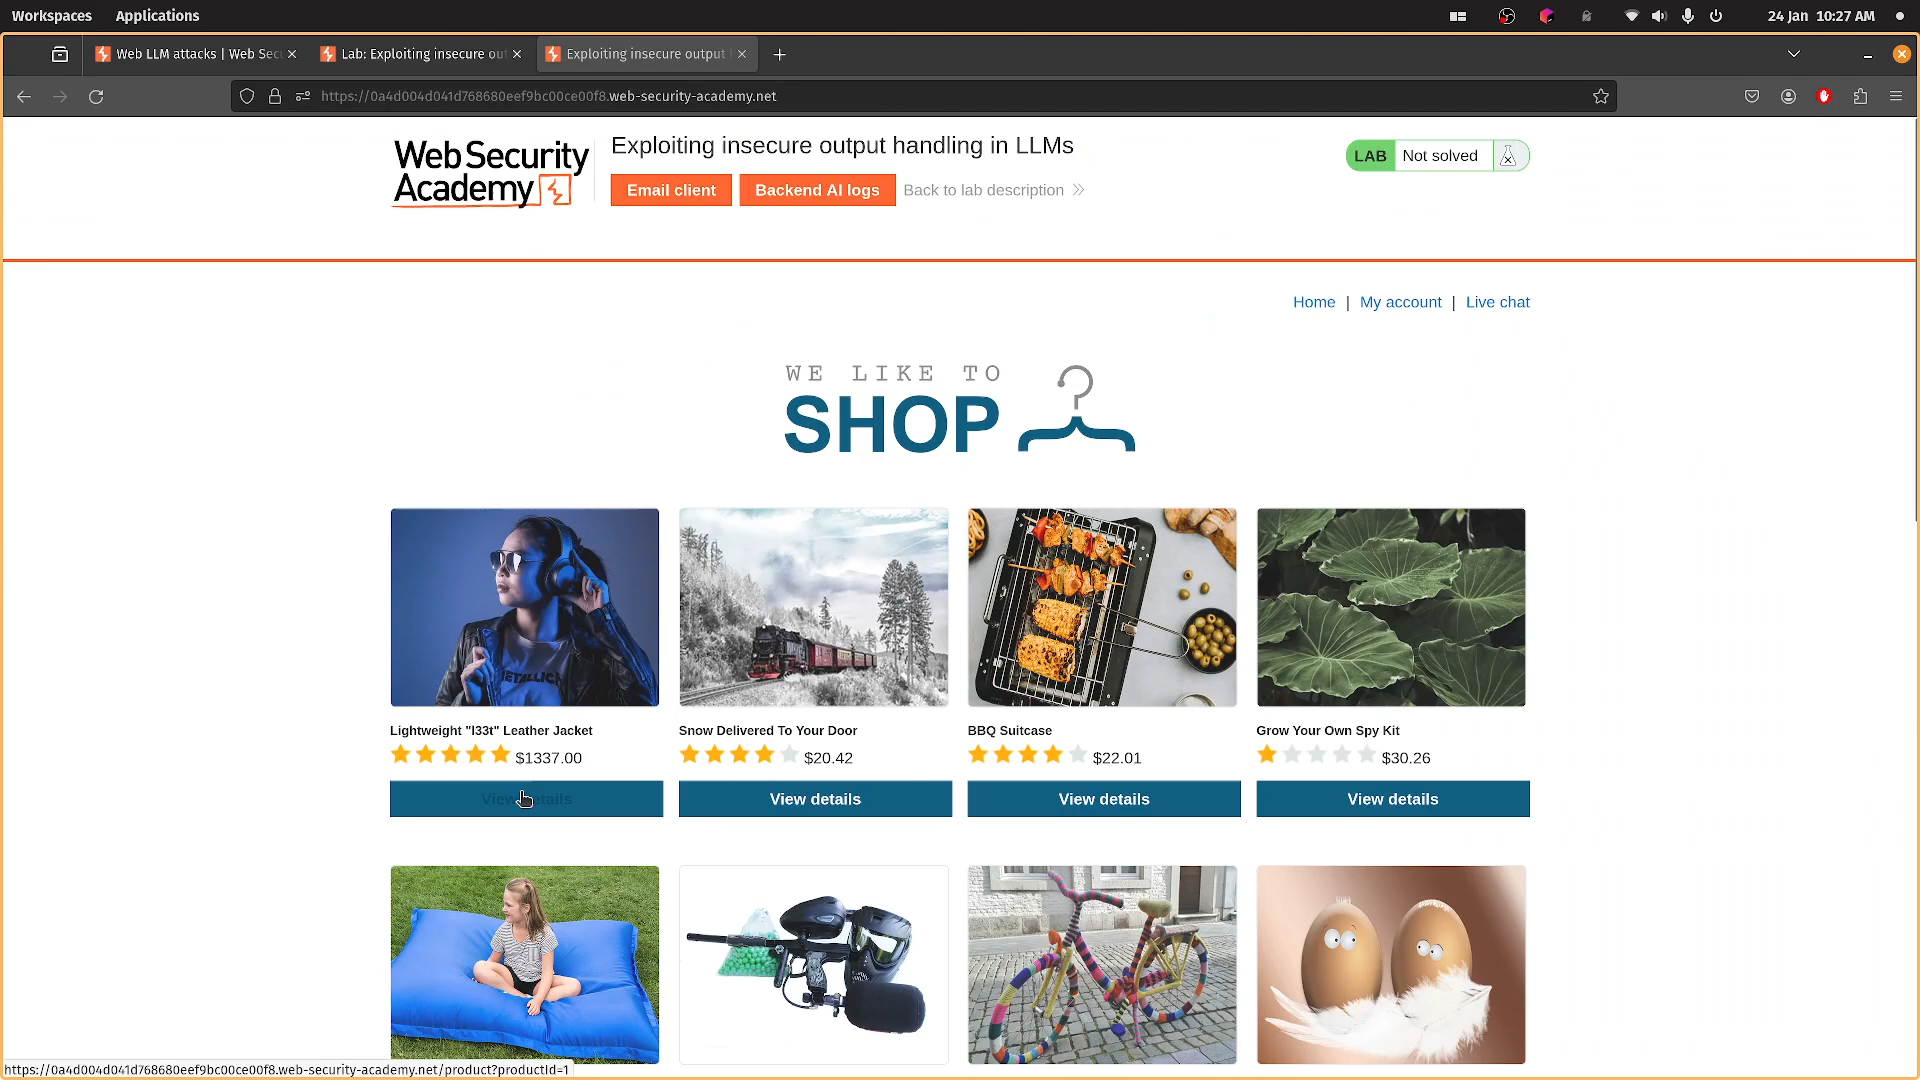 Workspaces Applications 24 Jan 10:27 AM
Web LLM attacks | Web Sec Lab: Exploiting insecure ou Exploiting insecure output
https://0a4d004d041d768680eef9bc00ce00f8.web-security-academy.net
Web Security
Academy
Exploiting insecure output handling in LLMs
Email client Backend AI logs Back to lab description
LAB Not solved
Home | My account | Live chat
WE LIKE TO
SHOP
METALLICA
Lightweight "l33t" Leather Jacket
$1337.00
View details
Snow Delivered To Your Door
$20.42
View details
BBQ Suitcase
$22.01
View details
Grow Your Own Spy Kit
$30.26
View details
https://0a4d004d041d768680eef9bc00ce00f8.web-security-academy.net/product?productId=1